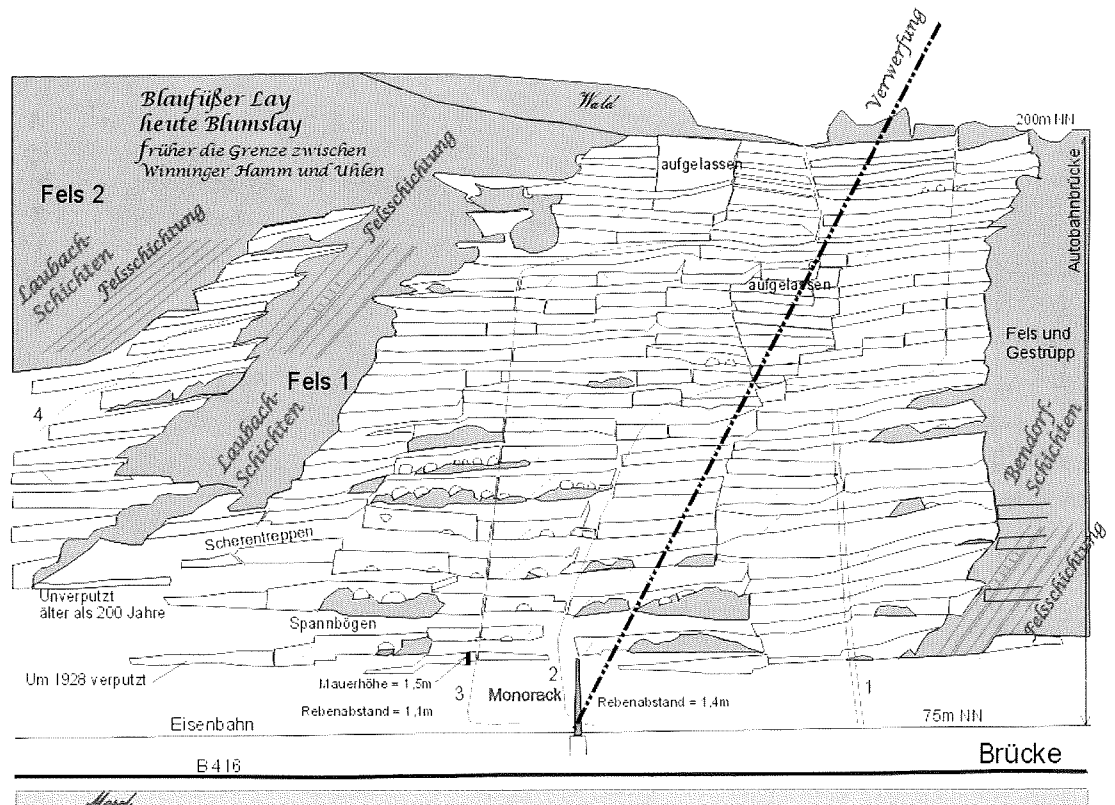 Verwerfung
Blaufüßer Lay
heute Blumslay
früher die Grenze zwischen
Winninger Hamm und Uhlen
Wald
200m NN
aufgelassen
Fels 2
Felsschichtung
Autobahnbrücke
Laubach-
Schichten
Felsschichtung
aufgelassen
Fels und
Gestrüpp
Fels 1
4
Laubach-
Schichten
Bendorf-
Schichten
Scherentreppen
Felsschichtung
Unverputzt
älter als 200 Jahre
Spannbögen
Um 1928 verputzt
Mauerhöhe = 1,5m
2
3
Monorack
1
Rebenabstand = 1,1m
Rebenabstand = 1,4m
75m NN
Eisenbahn
Brücke
B 416
Mosel